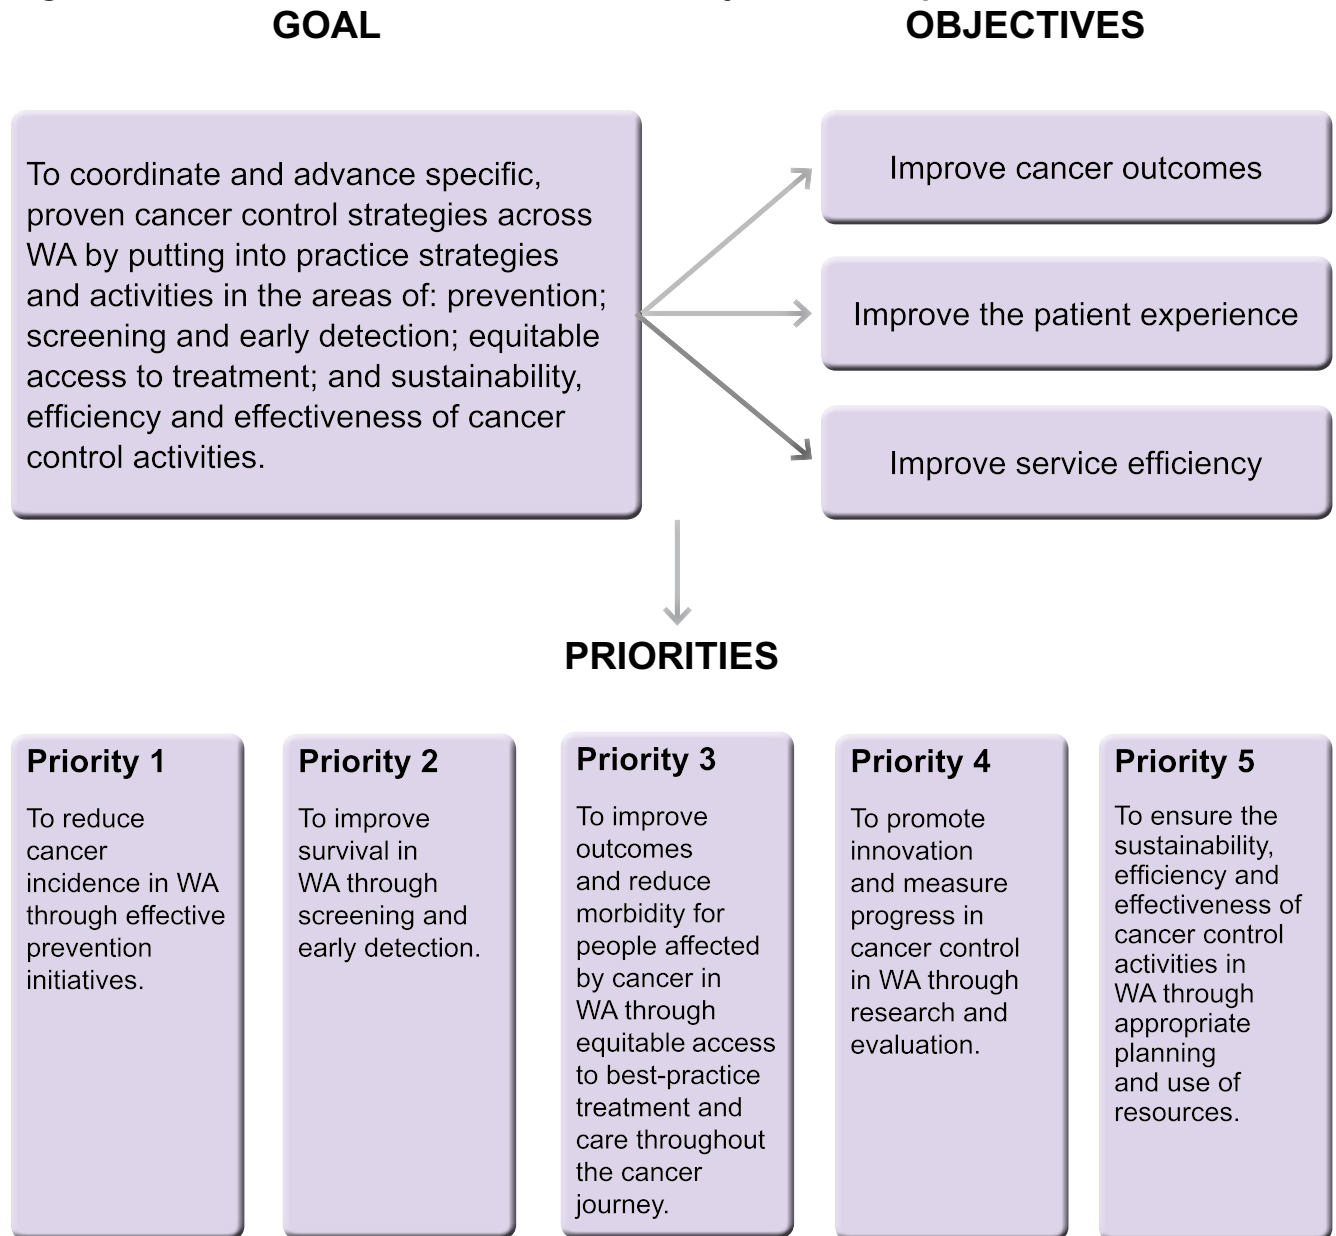 GOAL
OBJECTIVES
To coordinate and advance specific,
proven cancer control strategies across
WA by putting into practice strategies
and activities in the areas of: prevention;
screening and early detection; equitable
access to treatment; and sustainability,
efficiency and effectiveness of cancer
control activities.
Improve cancer outcomes
Improve the patient experience
Improve service efficiency
PRIORITIES
Priority 1
To reduce
cancer
incidence in WA
through effective
prevention
initiatives.
Priority 2
To improve
survival in
WA through
screening and
early detection.
Priority 3
To improve
outcomes
and reduce
morbidity for
people affected
by cancer in
WA through
equitable access
to best-practice
treatment and
care throughout
the cancer
journey.
Priority 4
To promote
innovation
and measure
progress in
cancer control
in WA through
research and
evaluation.
Priority 5
To ensure the
sustainability,
efficiency and
effectiveness of
cancer control
activities in
WA through
appropriate
planning
and use of
resources.